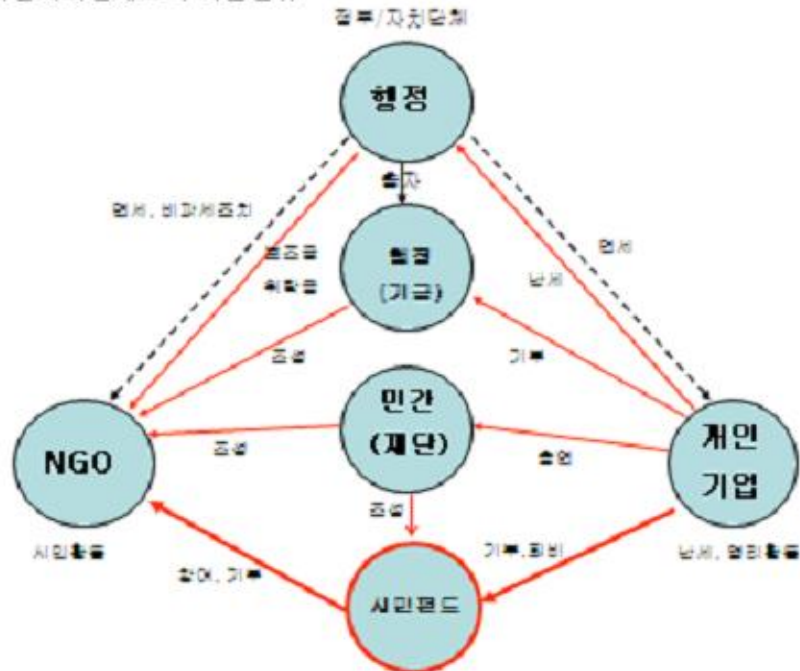 정부/자치단체
행정
출자
면세, 비과세조치
보조금
위탁금
(기금)
면세
납세
조성
기부
민간
(재단)
NGO
조성
출연
개인
기업
조성
시민활동
참여, 기부
기부,회비
납세, 영리활동
시민펀드